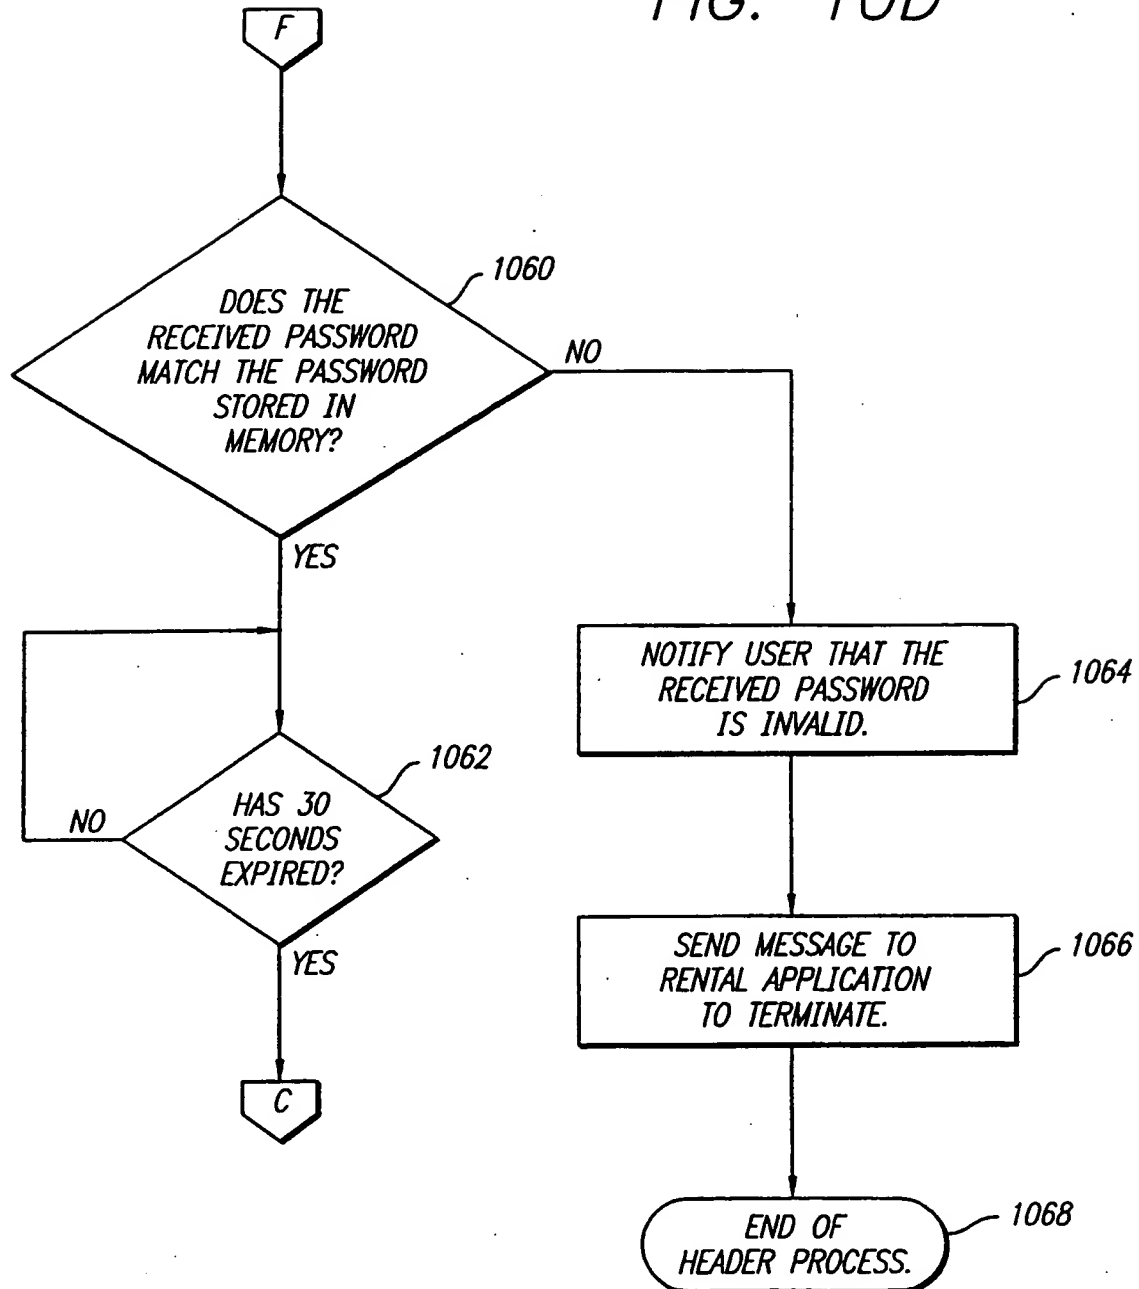 FIG. 10D
F
1060
DOES THE
RECEIVED PASSWORD
MATCH THE PASSWORD
STORED IN
MEMORY?
NO
YES
NOTIFY USER THAT THE
RECEIVED PASSWORD
IS INVALID.
1064
1062
HAS 30
SECONDS
EXPIRED?
NO
YES
SEND MESSAGE TO
RENTAL APPLICATION
TO TERMINATE.
1066
C
END OF
HEADER PROCESS.
1068